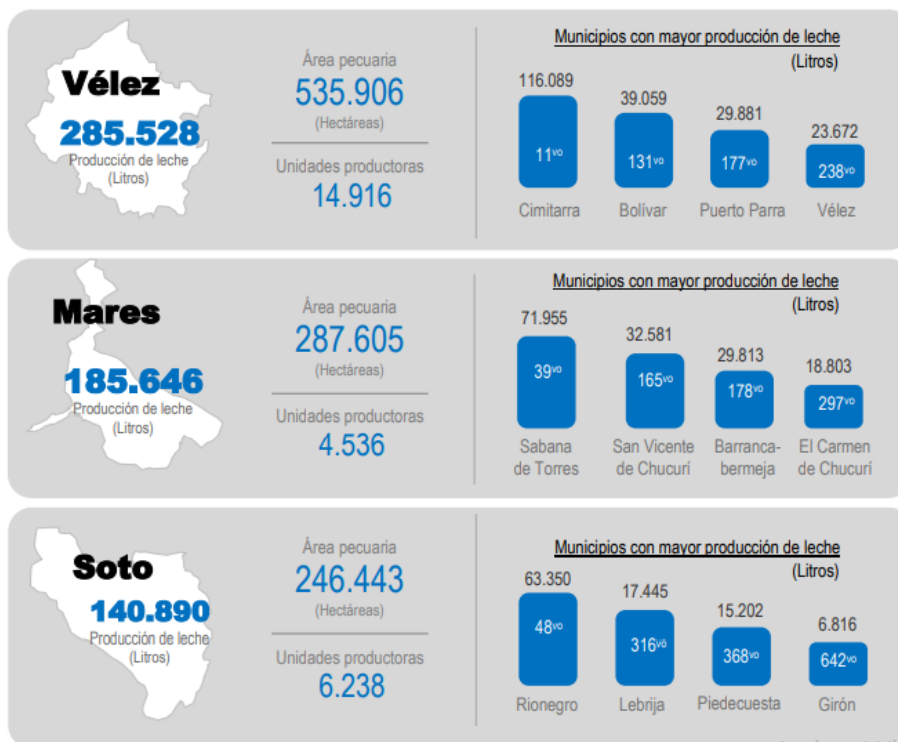 Vélez
285.528
Producción de leche
(Litros)
Área pecuaria
535.906
(Hectáreas)
Unidades productoras
14.916
Municipios con mayor producción de leche
(Litros)
116.089 39.059 29.881 23.672
11vo 131vo 177vo 238vo
Cimitarra Bolívar Puerto Parra Vélez
Mares
185.646
Producción de leche
(Litros)
Área pecuaria
287.605
(Hectáreas)
Unidades productoras
4.536
Municipios con mayor producción de leche
(Litros)
71.955 32.581 29.813 18.803
39vo 165vo 178vo 297vo
Sabana San Vicente Barranca- El Carmen
de Torres de Chucurí bermeja de Chucurí
Soto
140.890
Producción de leche
(Litros)
Área pecuaria
246.443
(Hectáreas)
Unidades productoras
6.238
Municipios con mayor producción de leche
(Litros)
63.350 17.445 15.202 6.816
48vo 316vo 368vo 642vo
Rionegro Lebrija Piedecuesta Girón